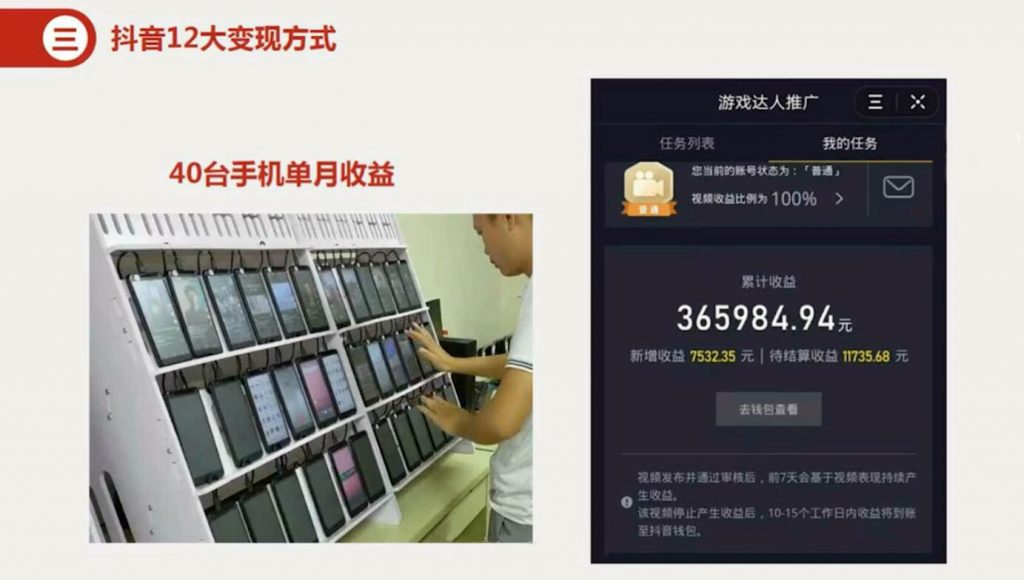 三 抖音12大变现方式
40台手机单月收益
游戏达人推广
任务列表 我的任务
您当前的账号状态为：「普通」
普通
视频收益比例为 100%
累计收益
365984.94元
新增收益 7532.35 元 | 待结算收益 11735.68 元
去钱包查看
视频发布并通过审核后，前7天会基于视频表现持续产
生收益。
该视频停止产生收益后，10-15个工作日内收益将到账
至抖音钱包。